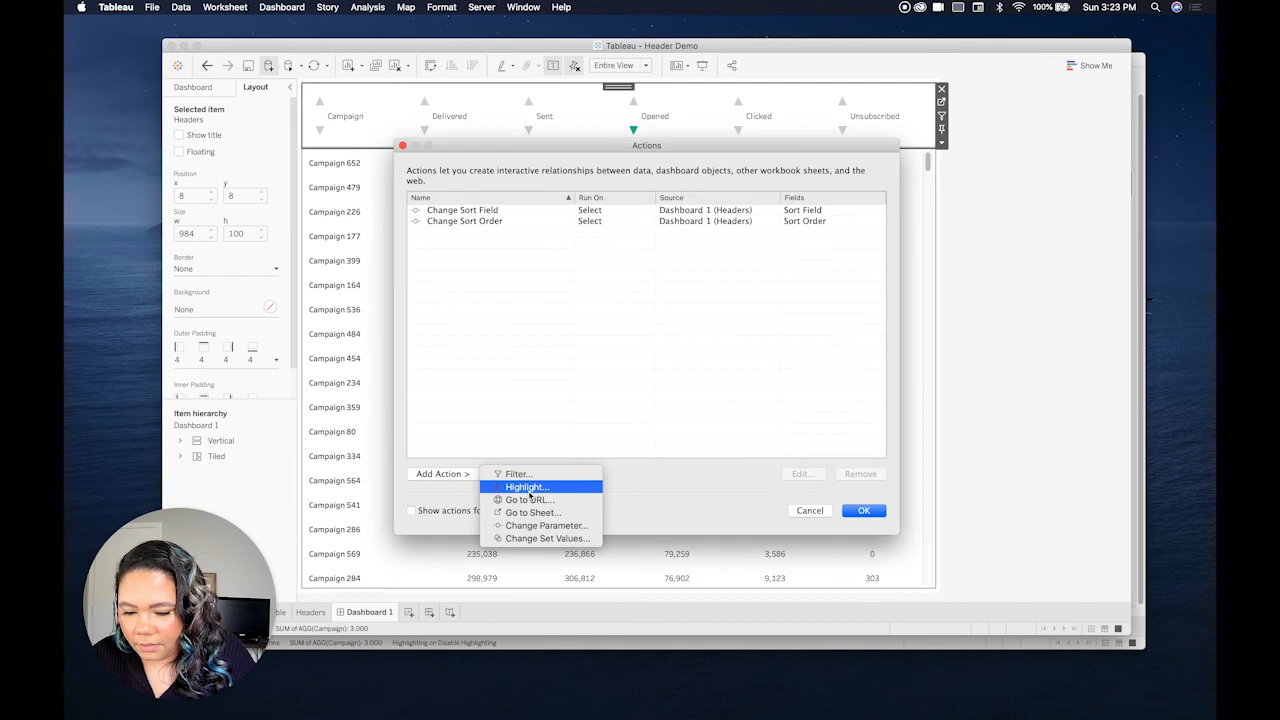 Tableau File Data Worksheet Dashboard Story Analysis Map Format Server Window Help 100% Sun 3:23 PM
Tableau - Header Demo
Entire View Show Me
Dashboard Layout
Selected item
Headers
Show title
Floating
Position
x y
8 8
Size
w h
984 100
Border
None
Background
None
Outer Padding
4 4 4 4
Inner Padding
Item hierarchy
Dashboard 1
Vertical
Tiled
Campaign Delivered Sent Opened Clicked Unsubscribed
Campaign 652
Campaign 479
Campaign 226
Campaign 177
Campaign 399
Campaign 164
Campaign 536
Campaign 484
Campaign 454
Campaign 234
Campaign 359
Campaign 80
Campaign 334
Campaign 564
Campaign 541
Campaign 286
Campaign 569 235,038 236,866 79,259 3,586 0
Campaign 284 298,979 306,812 76,902 9,123 303
Actions
Actions let you create interactive relationships between data, dashboard objects, other workbook sheets, and the
web.
Name Run On Source Fields
Change Sort Field Select Dashboard 1 (Headers) Sort Field
Change Sort Order Select Dashboard 1 (Headers) Sort Order
Add Action > Edit... Remove
Filter...
Highlight...
Go to URL...
Go to Sheet...
Change Parameter...
Change Set Values...
Show actions fo
Cancel OK
Headers Dashboard 1
SUM of AGG(Campaign): 3.000
SUM of AGG(Campaign): 3.000 Highlighting on Disable Highlighting